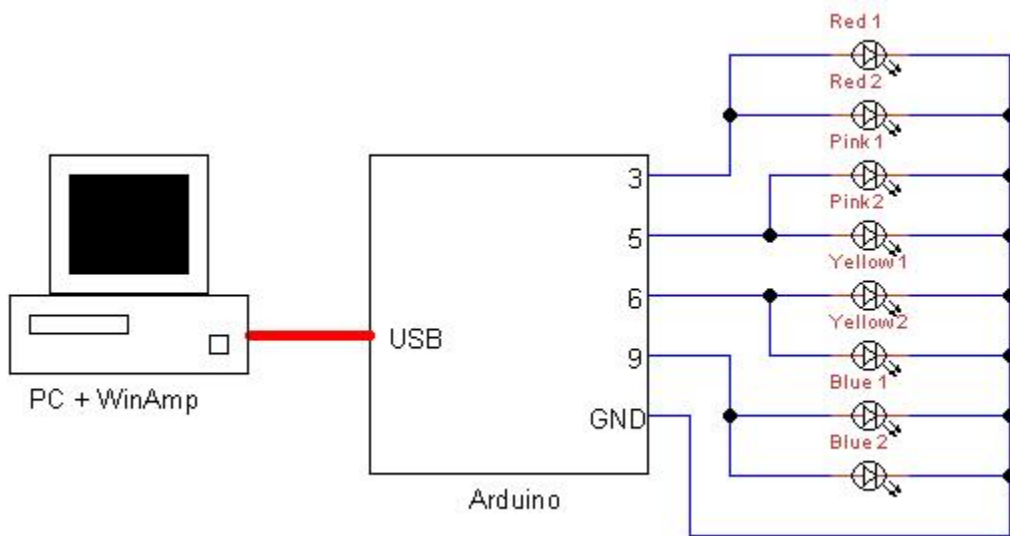 Red 1
Red 2
Pink 1
Pink 2
Yellow 1
Yellow 2
Blue 1
Blue 2
3
5
6
9
GND
USB
PC + WinAmp
Arduino